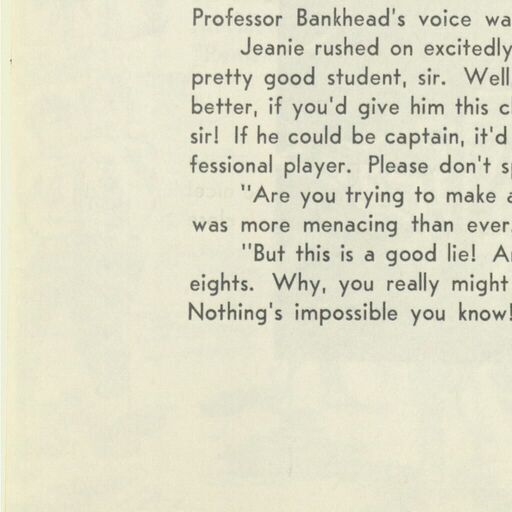 Professor Bankhead's voice wa
Jeanie rushed on excitedly
pretty good student, sir. Well
better, if you'd give him this c
sir! If he could be captain, it'd
fessional player. Please don't s
"Are you trying to make a
was more menacing than ever
"But this is a good lie! A
eights. Why, you really might
Nothing's impossible you know!